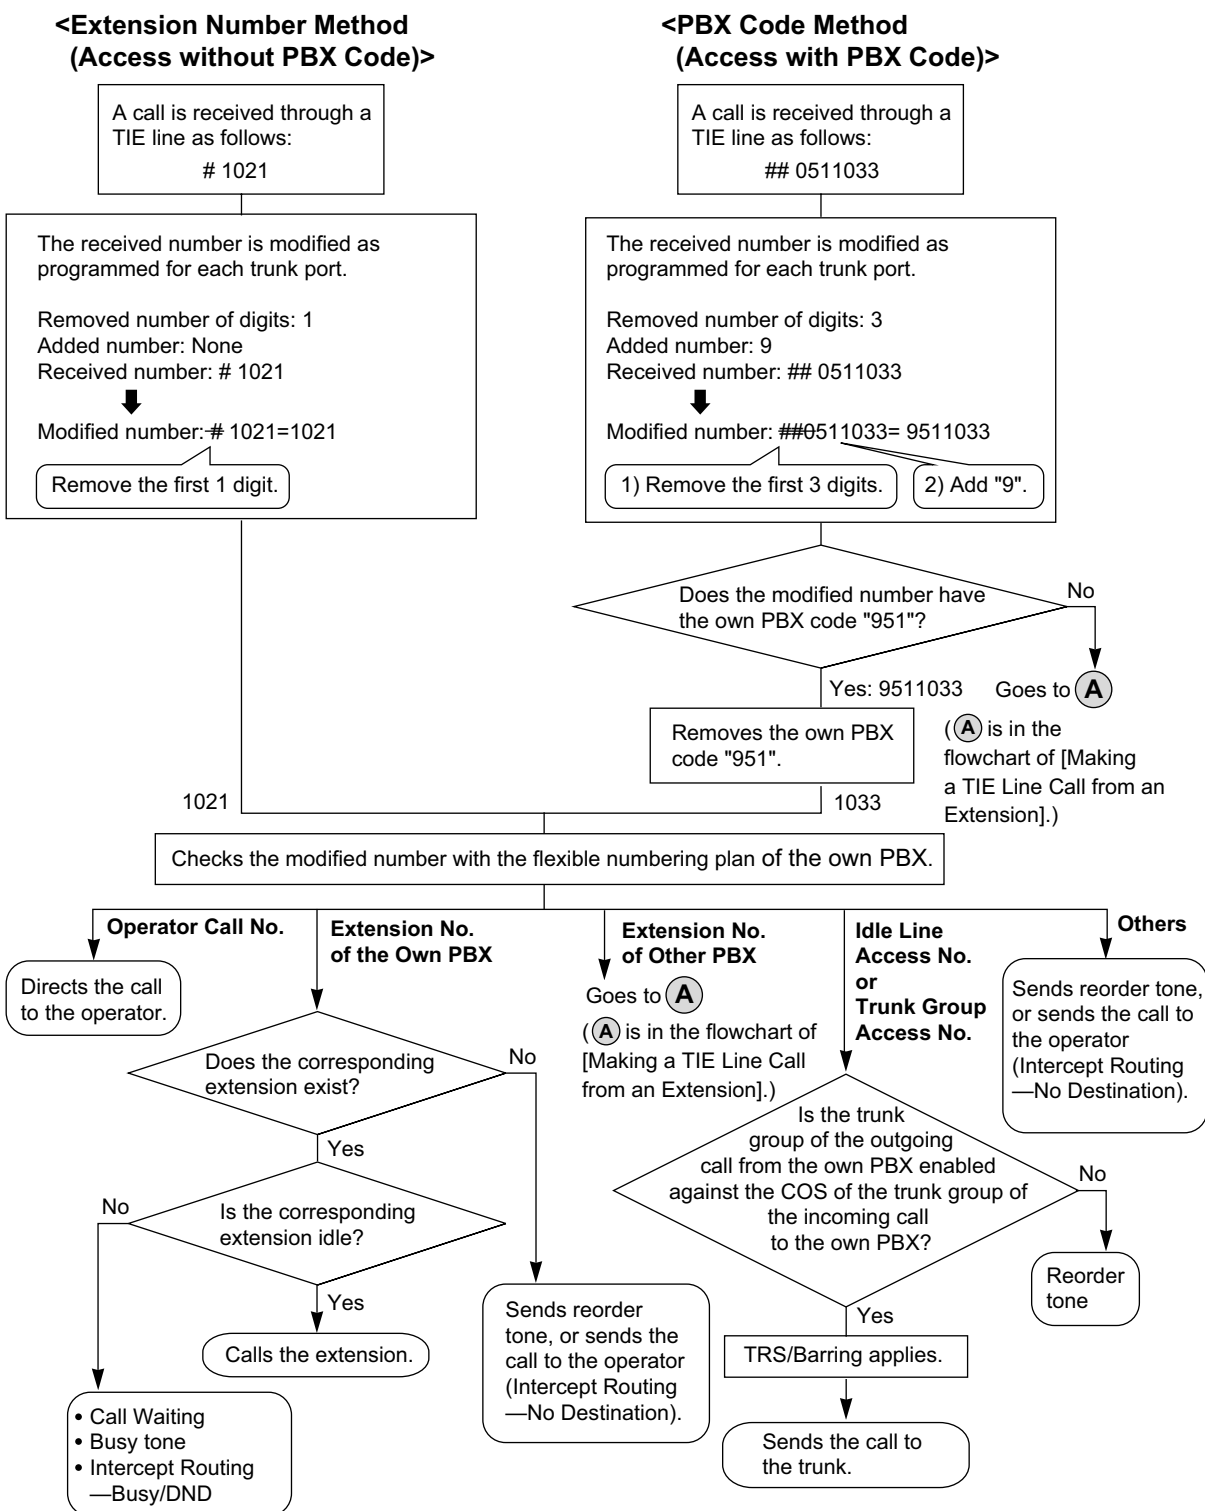 <Extension Number Method
(Access without PBX Code)>
<PBX Code Method
(Access with PBX Code)>
A call is received through a
TIE line as follows:
# 1021
A call is received through a
TIE line as follows:
## 0511033
The received number is modified as
programmed for each trunk port.
Removed number of digits: 1
Added number: None
Received number: # 1021
Modified number: # 1021=1021
Remove the first 1 digit.
The received number is modified as
programmed for each trunk port.
Removed number of digits: 3
Added number: 9
Received number: ## 0511033
Modified number: ##0511033= 9511033
1) Remove the first 3 digits.
2) Add "9".
Does the modified number have
the own PBX code "951"?
No
Yes: 9511033
Goes to A
(A is in the
flowchart of [Making
a TIE Line Call from an
Extension].)
Removes the own PBX
code "951".
1021
1033
Checks the modified number with the flexible numbering plan of the own PBX.
Operator Call No.
Directs the call
to the operator.
Extension No.
of the Own PBX
Extension No.
of Other PBX
Goes to A
(A is in the flowchart of
[Making a TIE Line Call
from an Extension].)
Idle Line
Access No.
or
Trunk Group
Access No.
Others
Sends reorder tone,
or sends the call to
the operator
(Intercept Routing
—No Destination).
Does the corresponding
extension exist?
No
Yes
Is the corresponding
extension idle?
No
Yes
Calls the extension.
• Call Waiting
• Busy tone
• Intercept Routing
—Busy/DND
Sends reorder
tone, or sends the
call to the operator
(Intercept Routing
—No Destination).
Is the trunk
group of the outgoing
call from the own PBX enabled
against the COS of the trunk group of
the incoming call
to the own PBX?
No
Reorder
tone
Yes
TRS/Barring applies.
Sends the call to
the trunk.